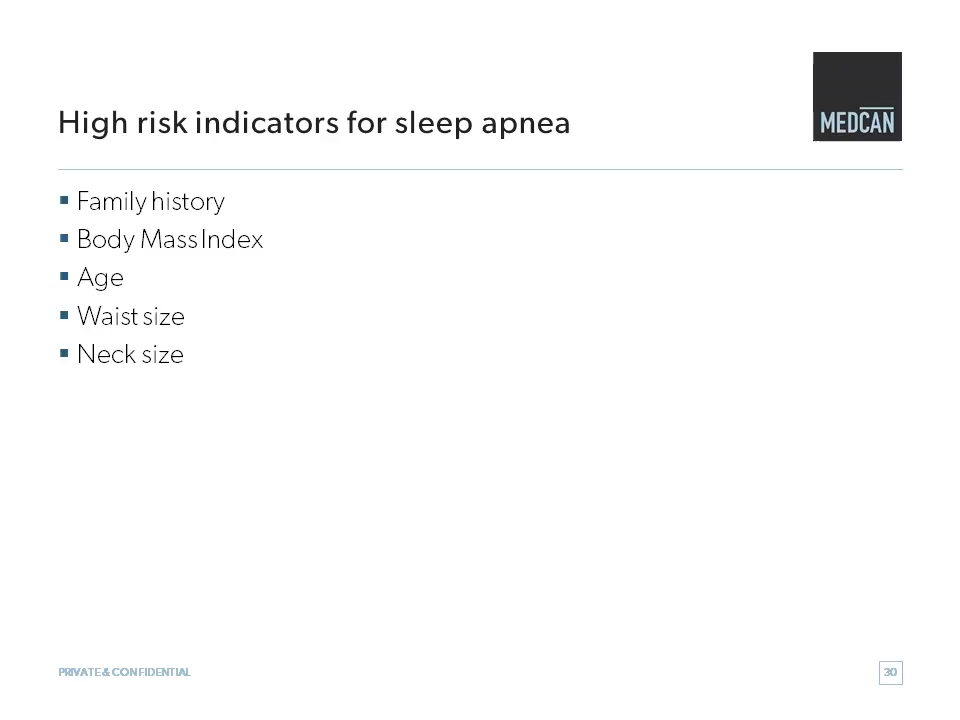 MEDCAN
High risk indicators for sleep apnea
▪ Family history
▪ Body Mass Index
▪ Age
▪ Waist size
▪ Neck size
PRIVATE & CONFIDENTIAL
30